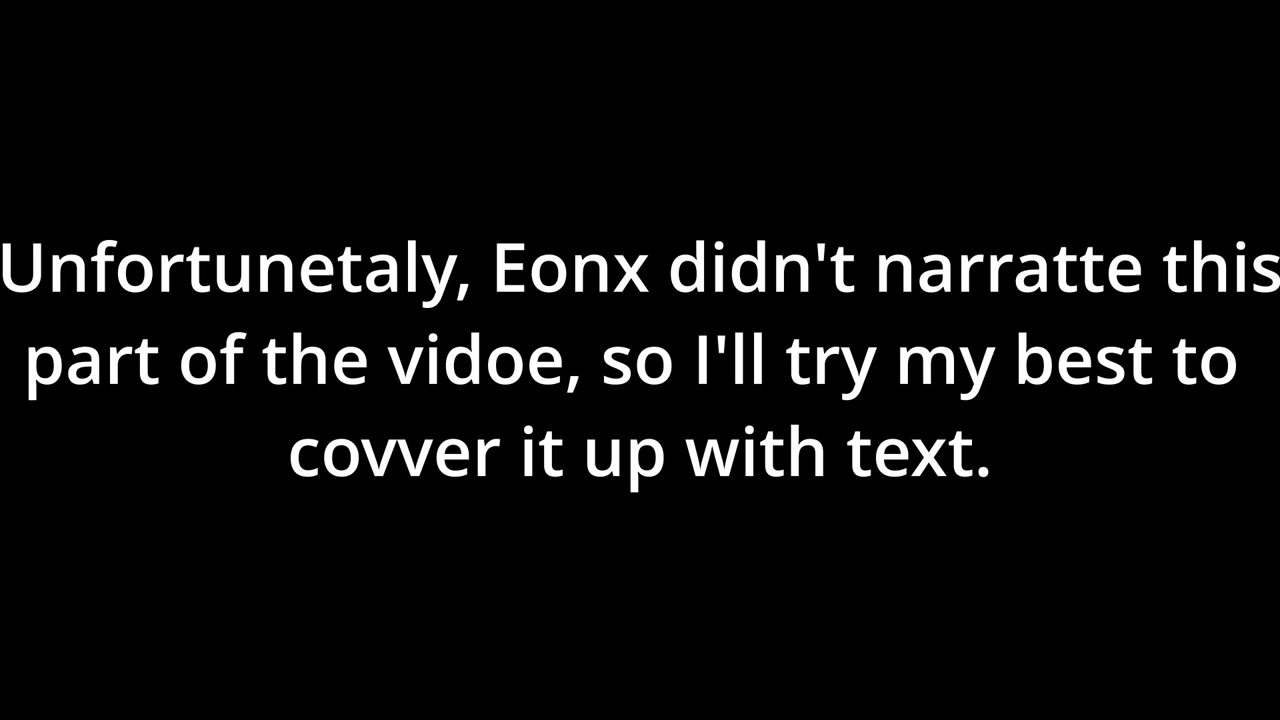 Unfortunetaly, Eonx didn't narratte this
part of the vidoe, so I'll try my best to
covver it up with text.